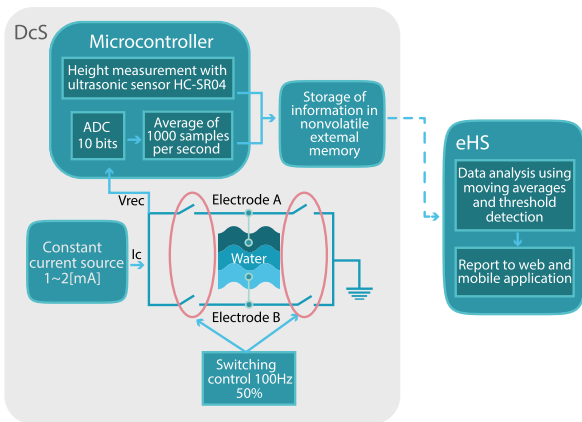 DcS
Microcontroller
Height measurement with
ultrasonic sensor HC-SR04
ADC
10 bits
Average of
1000 samples
per second
Storage of
information in
nonvolatile
external
memory
eHS
Data analysis using
moving averages
and threshold
detection
Report to web and
mobile application
Vrec
Electrode A
Constant
current source
1~2[mA]
Ic
Water
Electrode B
Switching
control 100Hz
50%